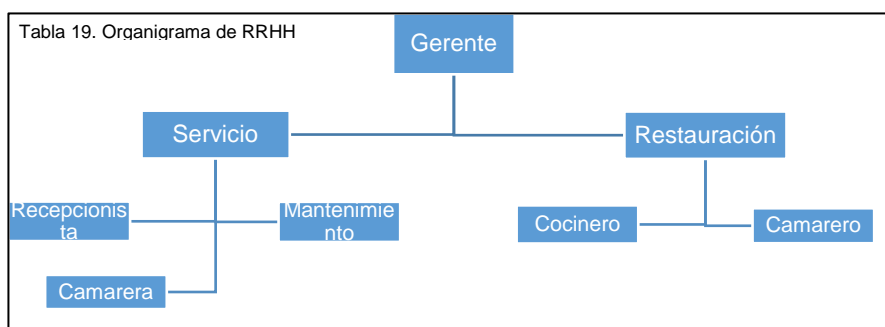 Tabla 19. Organigrama de RRHH
Gerente
Servicio
Restauración
Recepcionis
ta
Mantenimie
nto
Cocinero
Camarero
Camarera